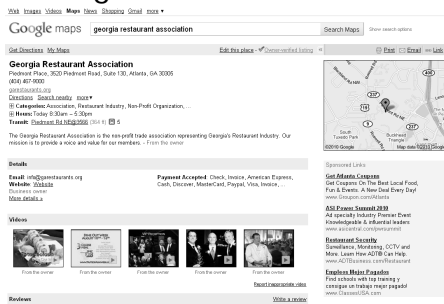 Web Images Videos Maps News Shopping Gmail more ▼
Google maps georgia restaurant association Search Maps Show search options
Get Directions My Maps Edit this place - Owner-verified listing « Print Email Link
Georgia Restaurant Association
Piedmont Place, 3520 Piedmont Road, Suite 130, Atlanta, GA 30305
(404) 467-9000
garestaurants.org
Directions Search nearby more▼
Categories: Association, Restaurant Industry, Non-Profit Organization,...
Hours: Today 8:30am – 5:30pm
Transit: Piedmont Rd NE@3566 5
The Georgia Restaurant Association is the non-profit trade association representing Georgia's Restaurant Industry. Our
mission is to provide a voice and value for our members. - From the owner
Details
Email: info@garestaurants.org
Website: Website
Business owner
More details »
Payment Accepted: Check, Invoice, American Express,
Cash, Discover, MasterCard, Paypal, Visa, Invoice,...
Videos
From the owner From the owner From the owner From the owner From the owner
Report inappropriate video
Reviews Write a review
400
237
237
South
Tuxedo Park
Buckhead
Triangle
©2010 Google Map data ©2010 Google
Sponsored Links
Get Atlanta Coupons
Get Coupons On The Best Local Food,
Fun & Events. A New Deal Every Day!
www.Groupon.com/Atlanta
ASI Power Summit 2010
Ad specialty Industry Premier Event
Knowledgeable & influential leaders
www.asicentral.com/powersummit
Restaurant Security
Surveillance, Monitoring, CCTV and
More. Learn How ADT® Can Help.
www.ADTBusiness.com/Restaurant
Empleos Mejor Pagados
Find schools with top training y
consigue un trabajo mejor pagado
www.ClassesUSA.com